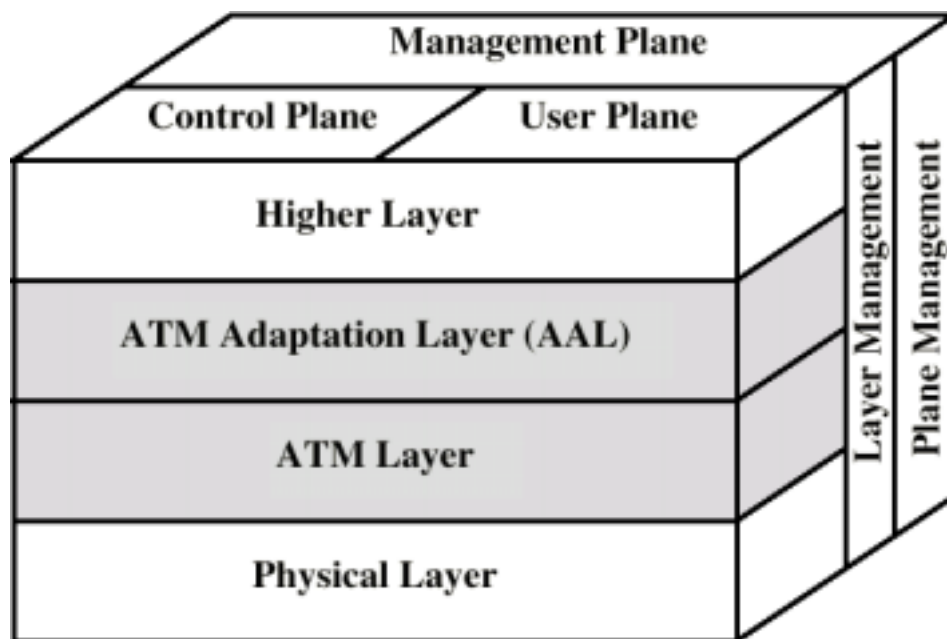 Management Plane
Control Plane
User Plane
Higher Layer
ATM Adaptation Layer (AAL)
ATM Layer
Physical Layer
Layer Management
Plane Management